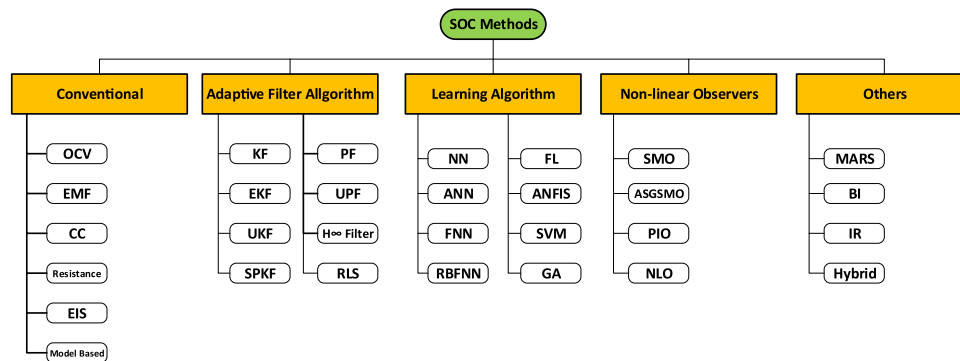 SOC Methods
Conventional
Adaptive Filter Allgorithm
Learning Algorithm
Non-linear Observers
Others
OCV
EMF
CC
Resistance
EIS
Model Based
KF
EKF
UKF
SPKF
PF
UPF
H∞ Filter
RLS
NN
ANN
FNN
RBFNN
FL
ANFIS
SVM
GA
SMO
ASGSMO
PIO
NLO
MARS
BI
IR
Hybrid